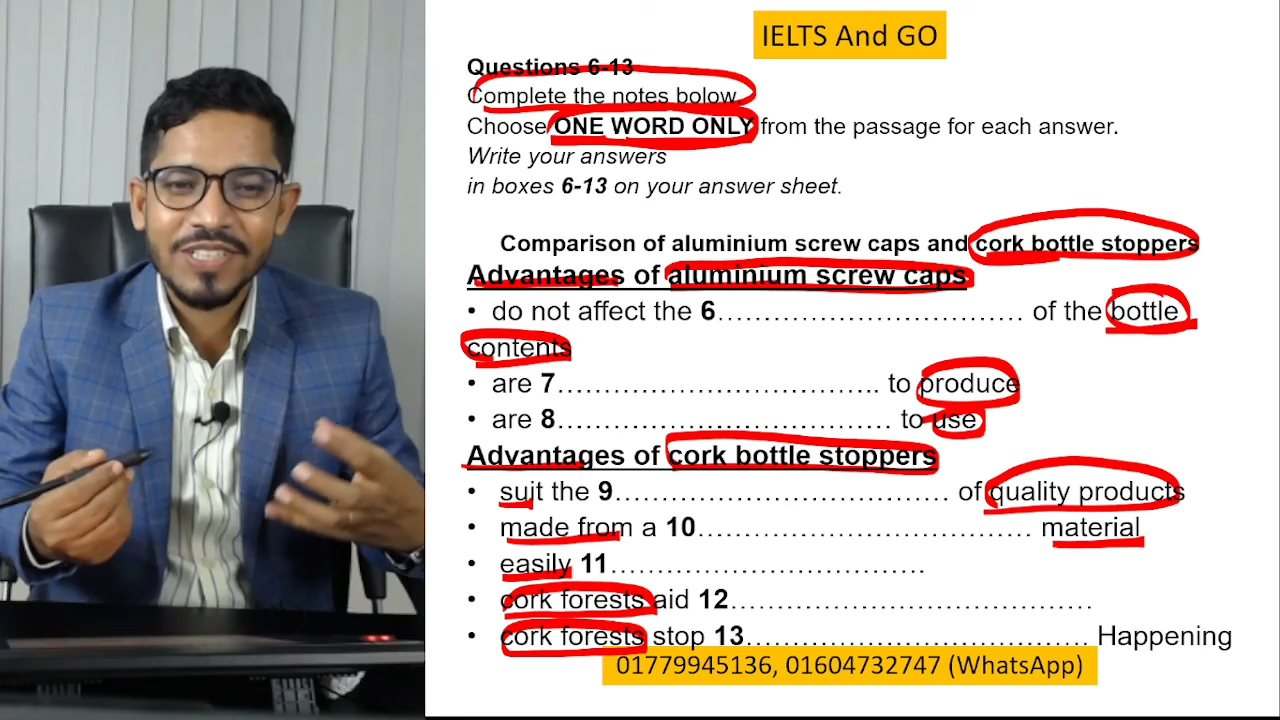 IELTS And GO
Questions 6-13
Complete the notes below.
Choose ONE WORD ONLY from the passage for each answer.
Write your answers
in boxes 6-13 on your answer sheet.
Comparison of aluminium screw caps and cork bottle stoppers
Advantages of aluminium screw caps
• do not affect the 6………………………………. of the bottle
contents
• are 7…………………………….. to produce
• are 8………………………………. to use
Advantages of cork bottle stoppers
• suit the 9………………………………. of quality products
• made from a 10………………………………. material
• easily 11…………………………….
• cork forests aid 12………………………………….
• cork forests stop 13………………………………. Happening
01779945136, 01604732747 (WhatsApp)